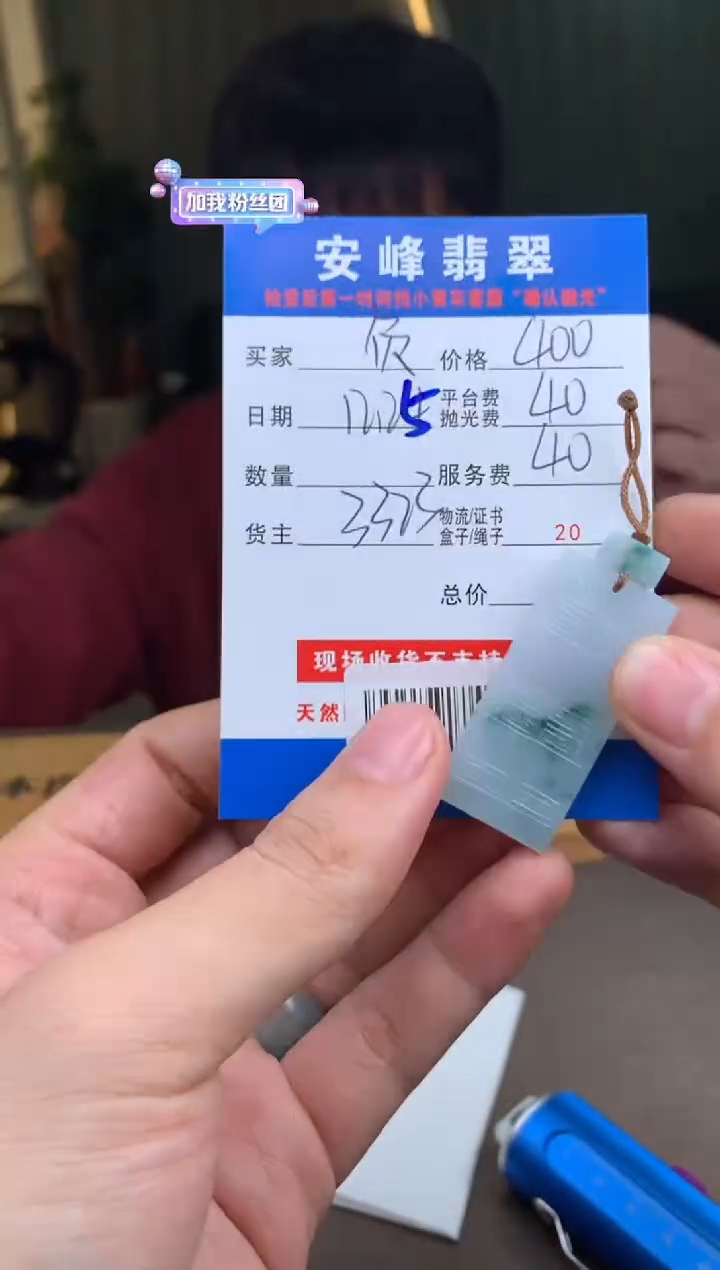 加我粉丝团
安峰翡翠
买家 价格 400
日期 平台费 抛光费 40
数量 服务费 40
货主 物流/证书 盒子/绳子 20
总价
现场收货不支持
天然